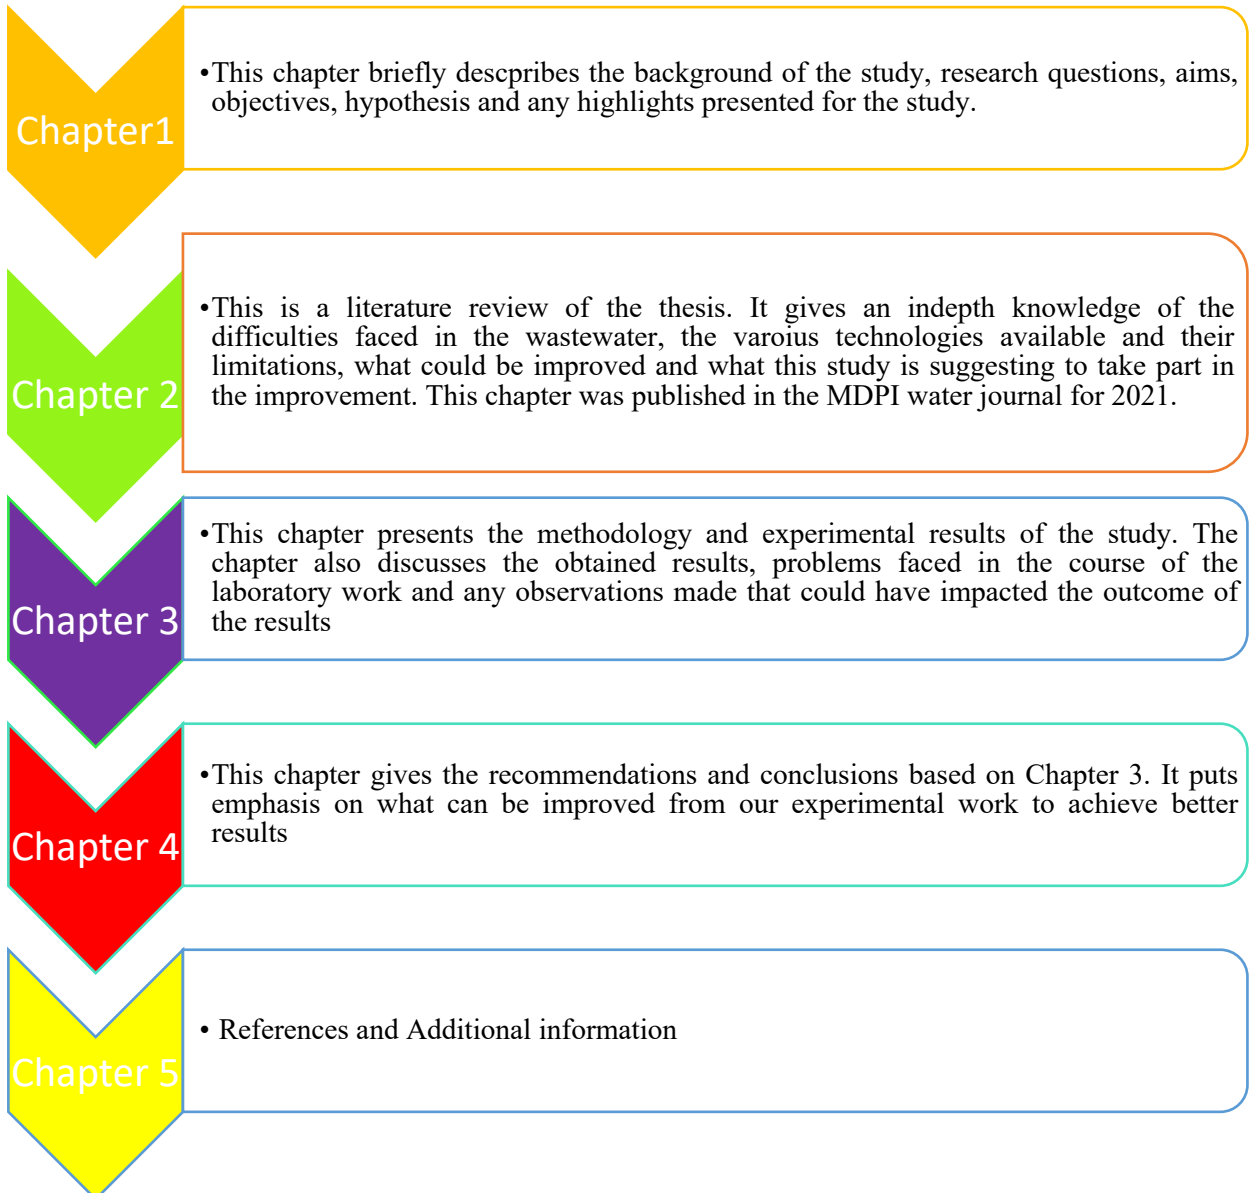 Chapter1
•This chapter briefly descpribes the background of the study, research questions, aims,
objectives, hypothesis and any highlights presented for the study.
Chapter 2
•This is a literature review of the thesis. It gives an indepth knowledge of the
difficulties faced in the wastewater, the varoius technologies available and their
limitations, what could be improved and what this study is suggesting to take part in
the improvement. This chapter was published in the MDPI water journal for 2021.
Chapter 3
•This chapter presents the methodology and experimental results of the study. The
chapter also discusses the obtained results, problems faced in the course of the
laboratory work and any observations made that could have impacted the outcome of
the results
Chapter 4
•This chapter gives the recommendations and conclusions based on Chapter 3. It puts
emphasis on what can be improved from our experimental work to achieve better
results
Chapter 5
• References and Additional information